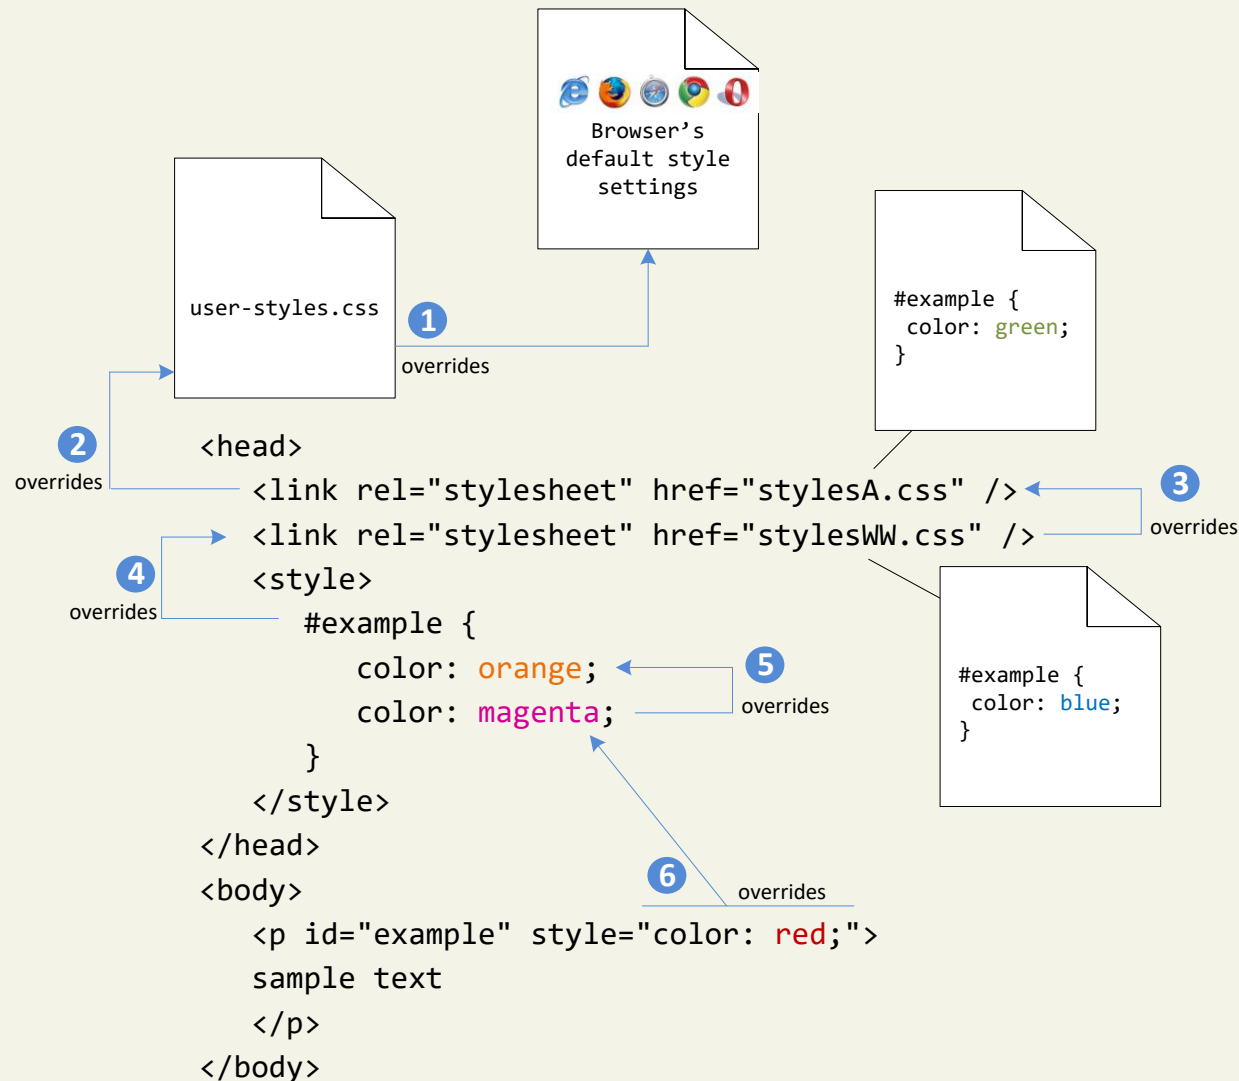 Browser’s
default style
settings
user-styles.css
1
overrides
#example {
color: green;
}
2
overrides
<head>
<link rel="stylesheet" href="stylesA.css" />
3
overrides
<link rel="stylesheet" href="stylesWW.css" />
4
overrides
<style>
#example {
color: orange;
5
overrides
color: magenta;
}
#example {
color: blue;
}
</style>
</head>
6
overrides
<body>
<p id="example" style="color: red;">
sample text
</p>
</body>